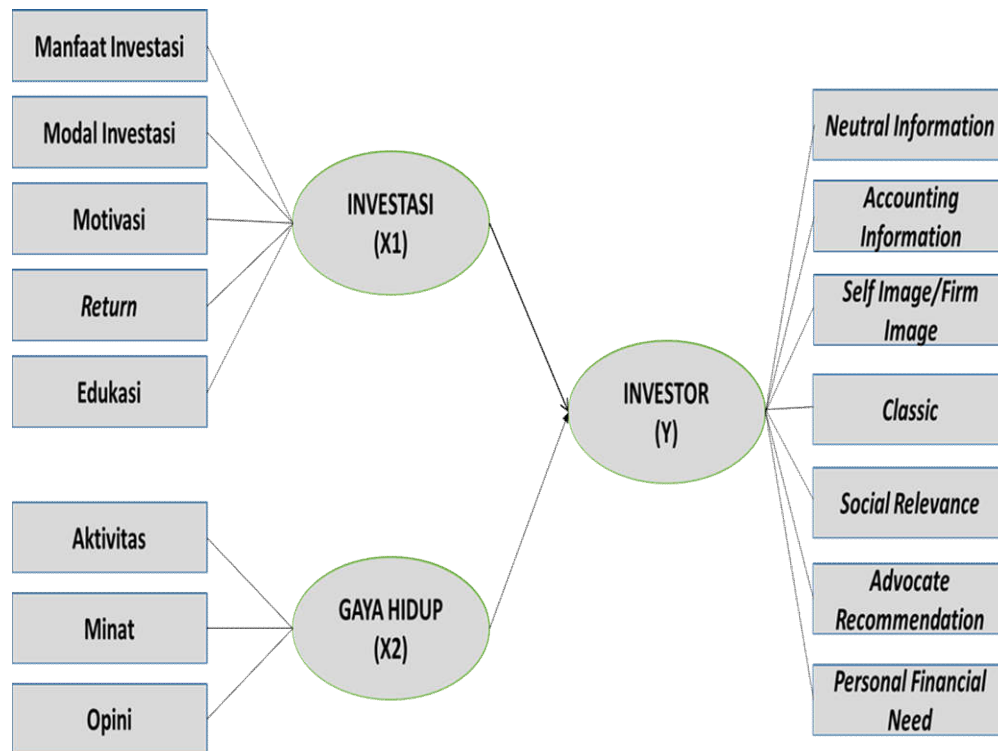 Manfaat Investasi
Modal Investasi
Motivasi
Return
Edukasi
INVESTASI
(X1)
Aktivitas
Minat
Opini
GAYA HIDUP
(X2)
INVESTOR
(Y)
Neutral Information
Accounting
Information
Self Image/Firm
Image
Classic
Social Relevance
Advocate
Recommendation
Personal Financial
Need